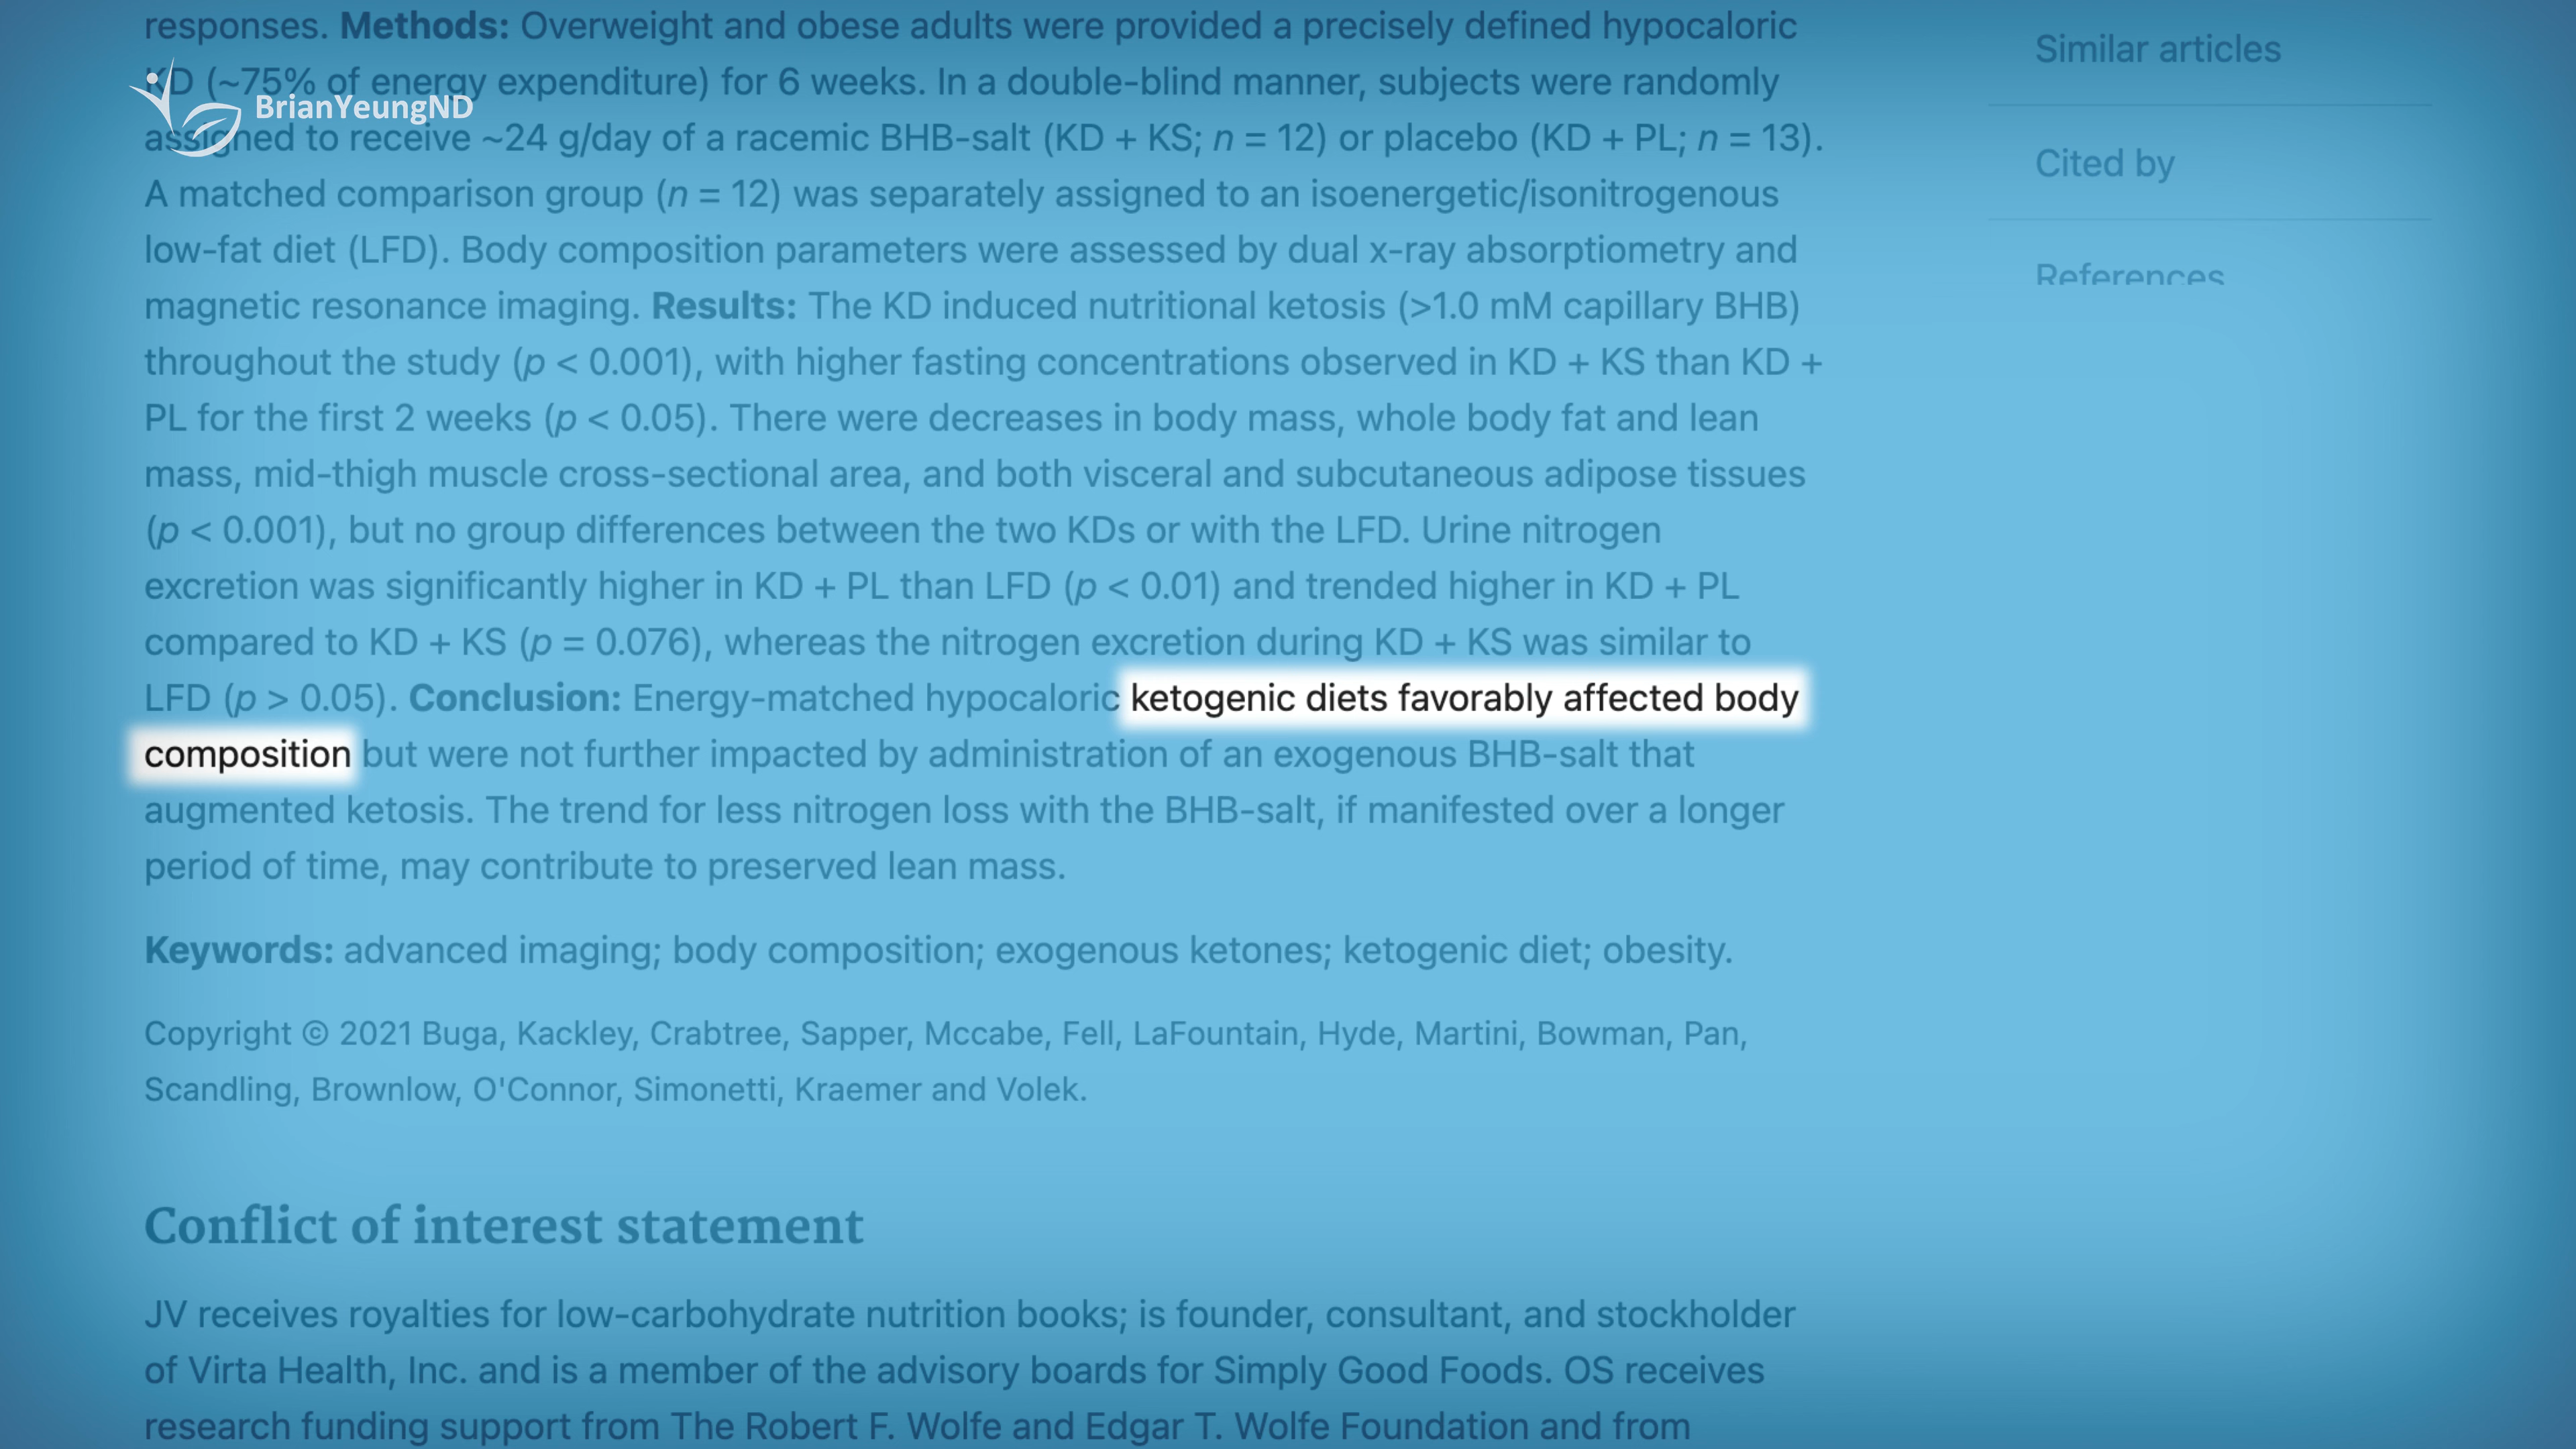 responses. Methods: Overweight and obese adults were provided a precisely defined hypocaloric
KD (~75% of energy expenditure) for 6 weeks. In a double-blind manner, subjects were randomly
BrianYeungND
assigned to receive ~24 g/day of a racemic BHB-salt (KD + KS; n = 12) or placebo (KD + PL; n = 13).
A matched comparison group (n = 12) was separately assigned to an isoenergetic/isonitrogenous
low-fat diet (LFD). Body composition parameters were assessed by dual x-ray absorptiometry and
magnetic resonance imaging. Results: The KD induced nutritional ketosis (>1.0 mM capillary BHB)
throughout the study (p < 0.001), with higher fasting concentrations observed in KD + KS than KD +
PL for the first 2 weeks (p < 0.05). There were decreases in body mass, whole body fat and lean
mass, mid-thigh muscle cross-sectional area, and both visceral and subcutaneous adipose tissues
(p < 0.001), but no group differences between the two KDs or with the LFD. Urine nitrogen
excretion was significantly higher in KD + PL than LFD (p < 0.01) and trended higher in KD + PL
compared to KD + KS (p = 0.076), whereas the nitrogen excretion during KD + KS was similar to
LFD (p > 0.05). Conclusion: Energy-matched hypocaloric ketogenic diets favorably affected body
composition but were not further impacted by administration of an exogenous BHB-salt that
augmented ketosis. The trend for less nitrogen loss with the BHB-salt, if manifested over a longer
period of time, may contribute to preserved lean mass.
Keywords: advanced imaging; body composition; exogenous ketones; ketogenic diet; obesity.
Copyright © 2021 Buga, Kackley, Crabtree, Sapper, Mccabe, Fell, LaFountain, Hyde, Martini, Bowman, Pan,
Scandling, Brownlow, O'Connor, Simonetti, Kraemer and Volek.
Conflict of interest statement
JV receives royalties for low-carbohydrate nutrition books; is founder, consultant, and stockholder
of Virta Health, Inc. and is a member of the advisory boards for Simply Good Foods. OS receives
research funding support from The Robert F. Wolfe and Edgar T. Wolfe Foundation and from
Similar articles
Cited by
References